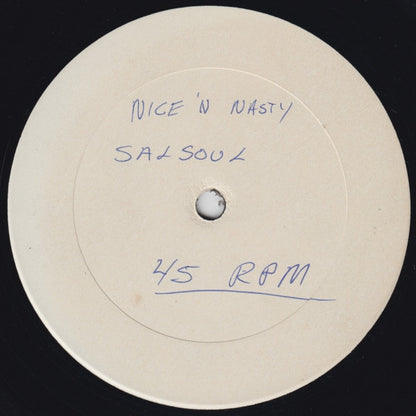 NICE 'N NASTY
SALSOUL
45 RPM